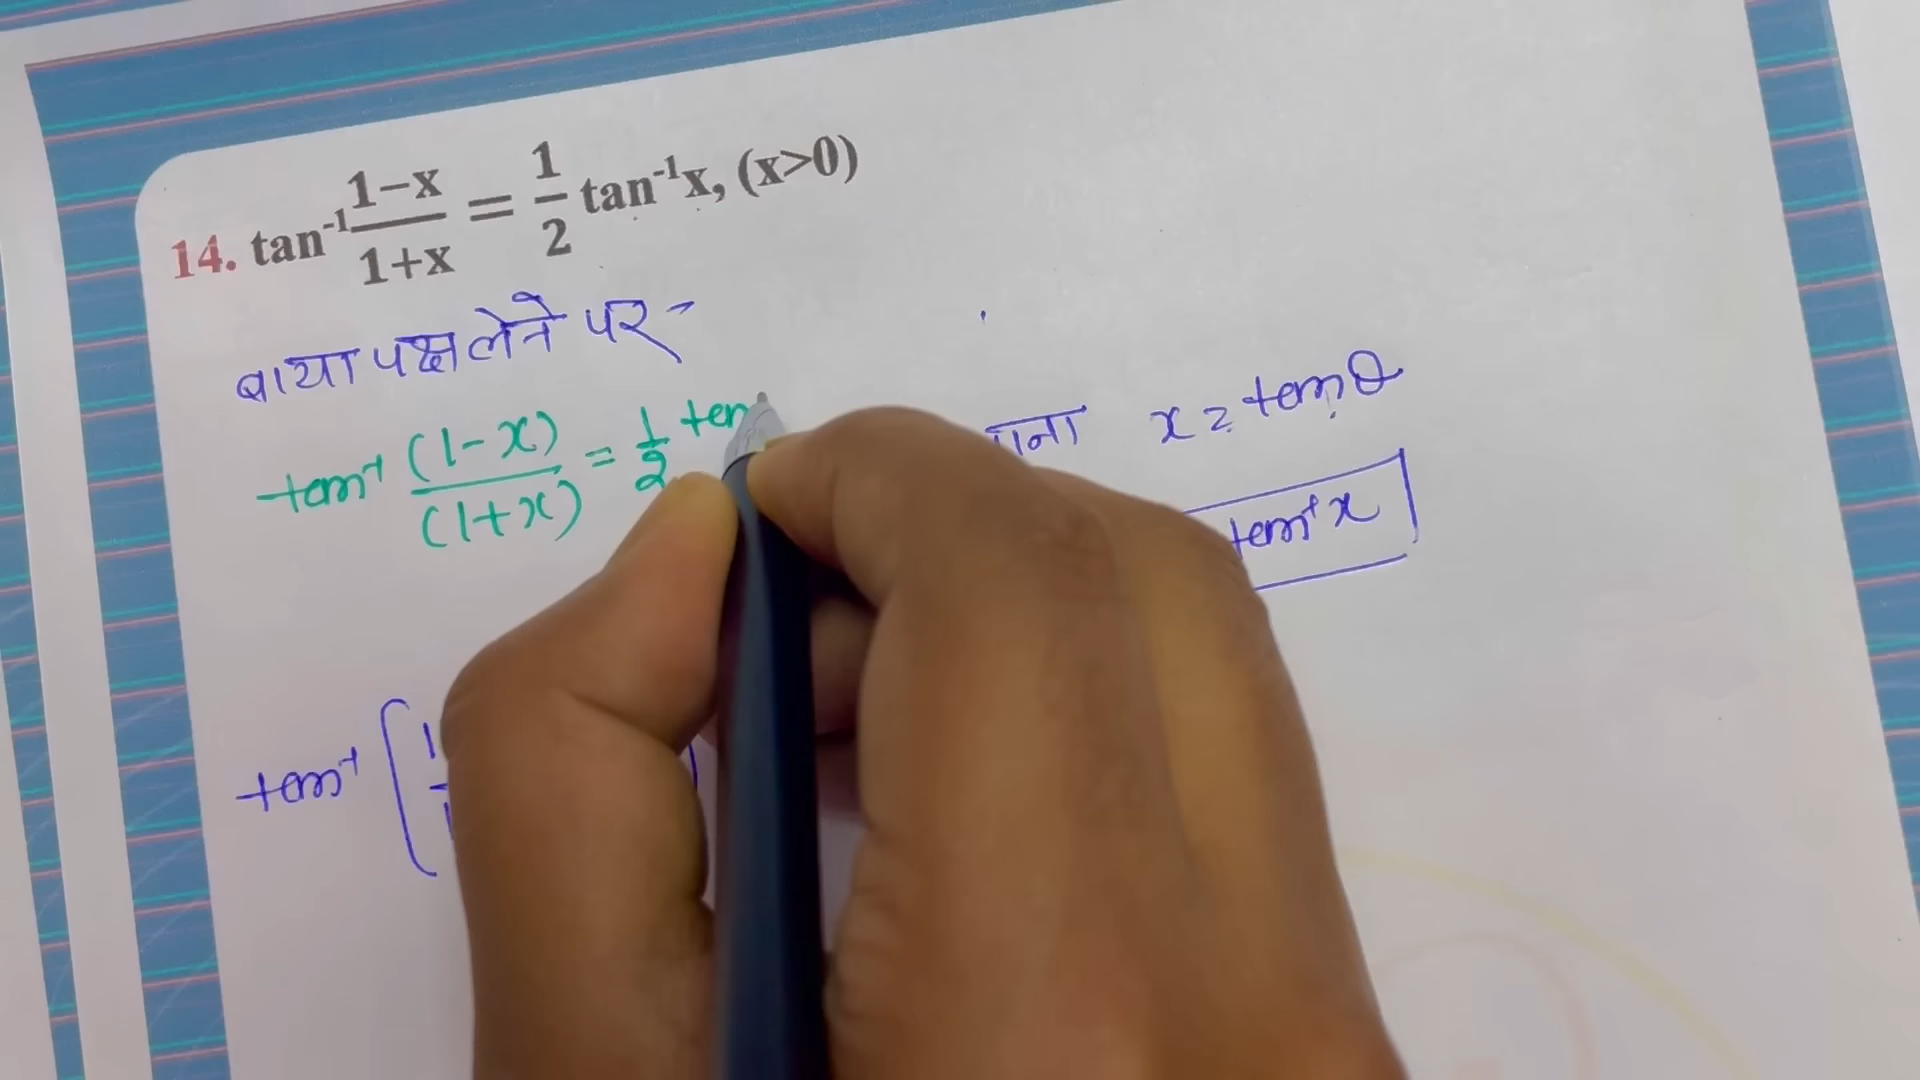 14. tan⁻¹ (1−x)/(1+x) = 1/2 tan⁻¹x, (x>0)
बाया पक्ष लेने पर -
tan⁻¹ (1-x)/(1+x) = 1/2 tan
x = tanθ
tan⁻¹x
tan⁻¹